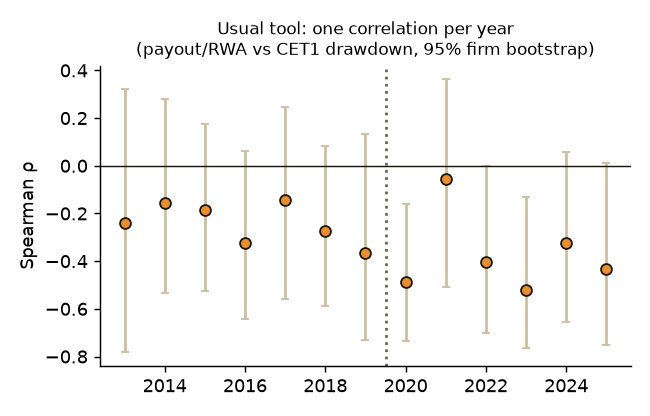 Usual tool: one correlation per year
(payout/RWA vs CET1 drawdown, 95% firm bootstrap)
0.4
0.2
0.0
−0.2
−0.4
−0.6
−0.8
Spearman ρ
2014 2016 2018 2020 2022 2024